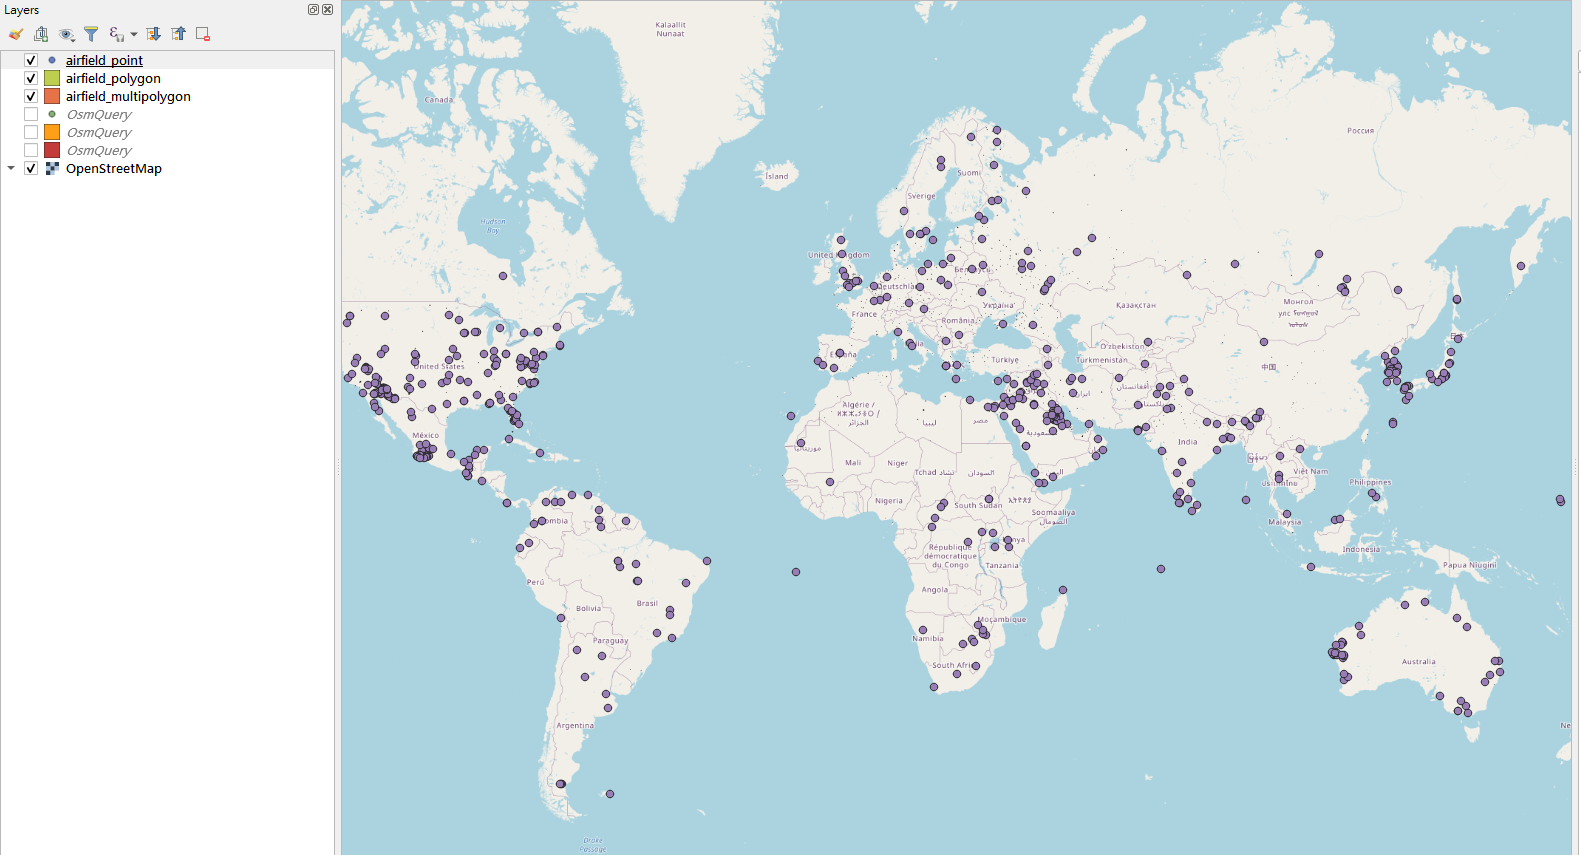 Layers
airfield_point
airfield_polygon
airfield_multipolygon
OsmQuery
OsmQuery
OsmQuery
OpenStreetMap
Kalaallit
Nunaat
Canada
Россия
Ísland
Suomi
Sverige
Hudson
Bay
United Kingdom
Беларусь
Deutschland
Україна
Қазақстан
Монгол
улс
France
România
España
Türkiye
O'zbekiston
Türkmenistan
中国
United States
Algérie /
ⵍⵣⵣⴰⵢⴻⵔ /
الجزائر
ليبيا
مصر
السعودية
México
موريتانيا
Mali
Niger
Tchad تشاد
السودان
اليمن
India
Việt Nam
Philippines
Nigeria
South Sudan
Soomaaliya
الصومال
Malaysia
République
démocratique
du Congo
Kenya
Tanzania
Indonesia
Papua Niugini
Perú
Angola
Brasil
Bolivia
Moçambique
Namibia
Paraguay
South Africa
Australia
Argentina
Drake
Passage